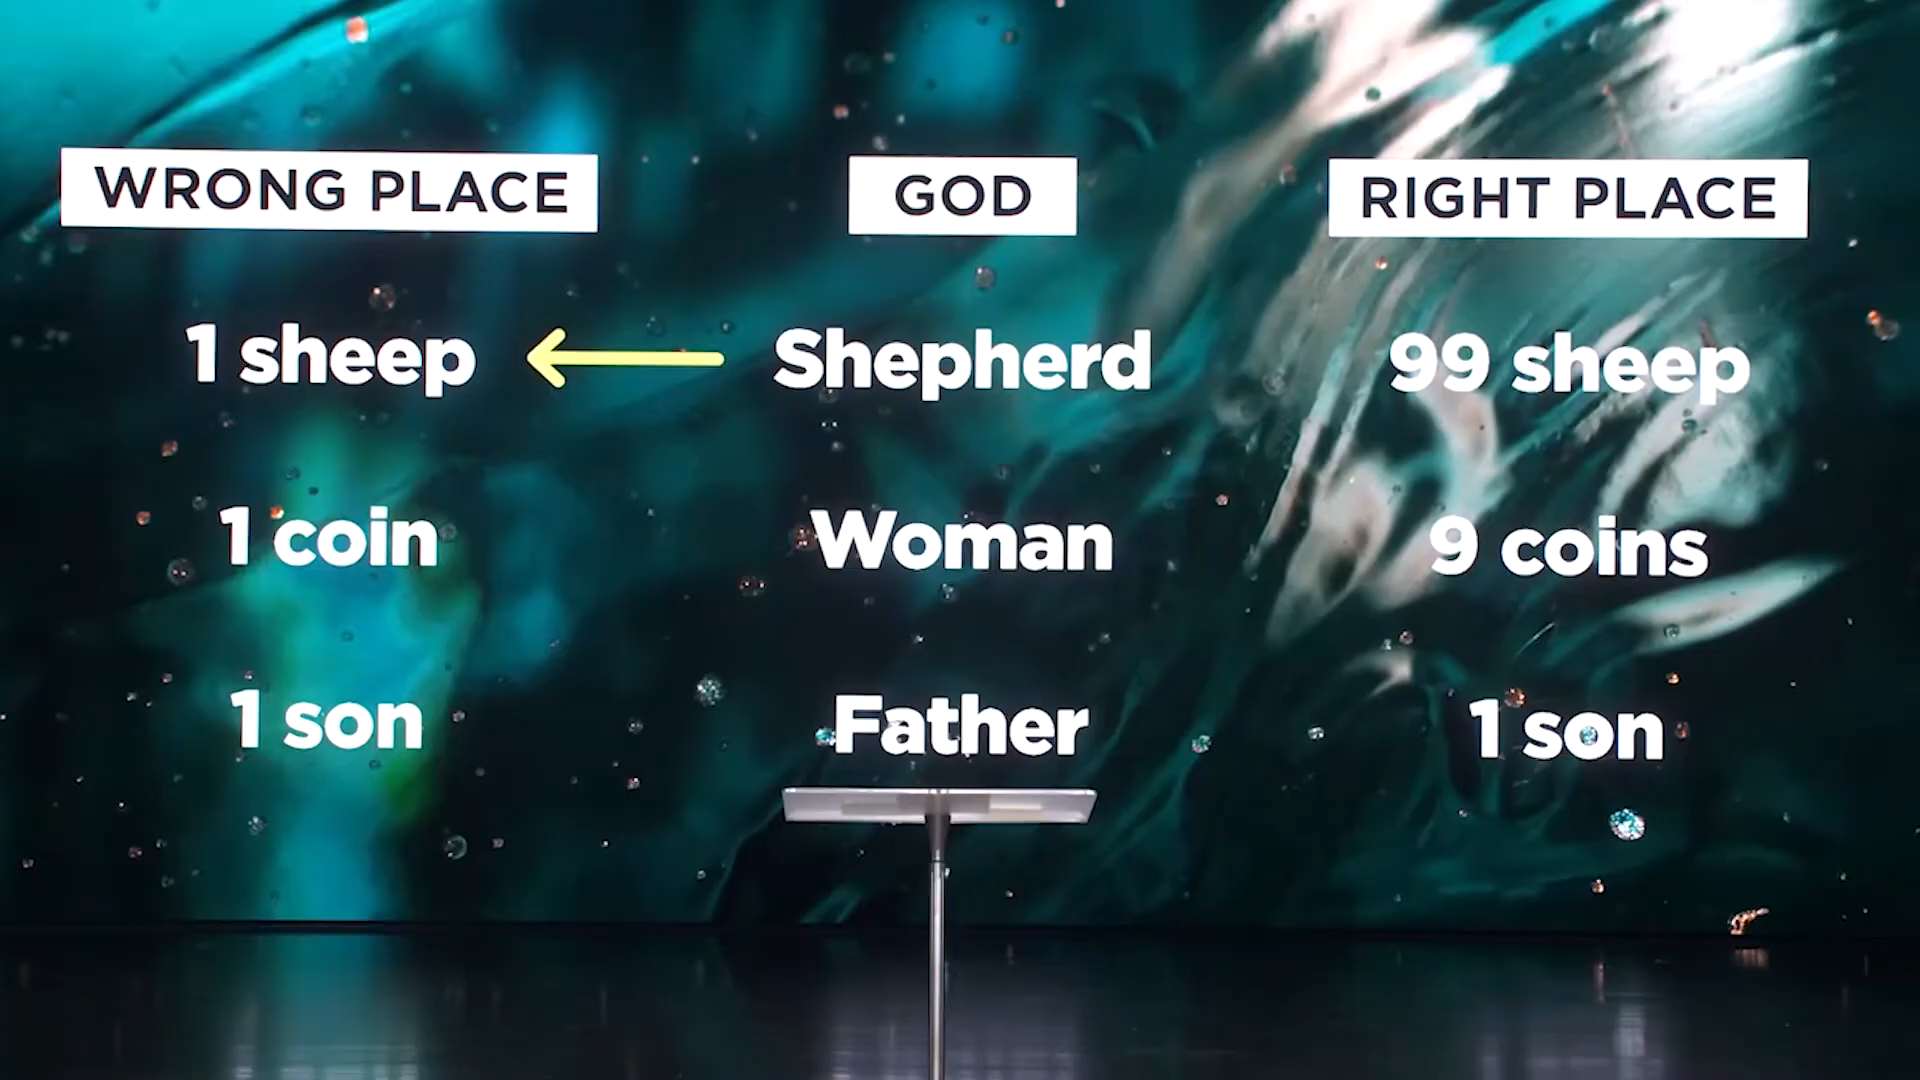 WRONG PLACE GOD RIGHT PLACE
1 sheep Shepherd 99 sheep
1 coin Woman 9 coins
1 son Father 1 son